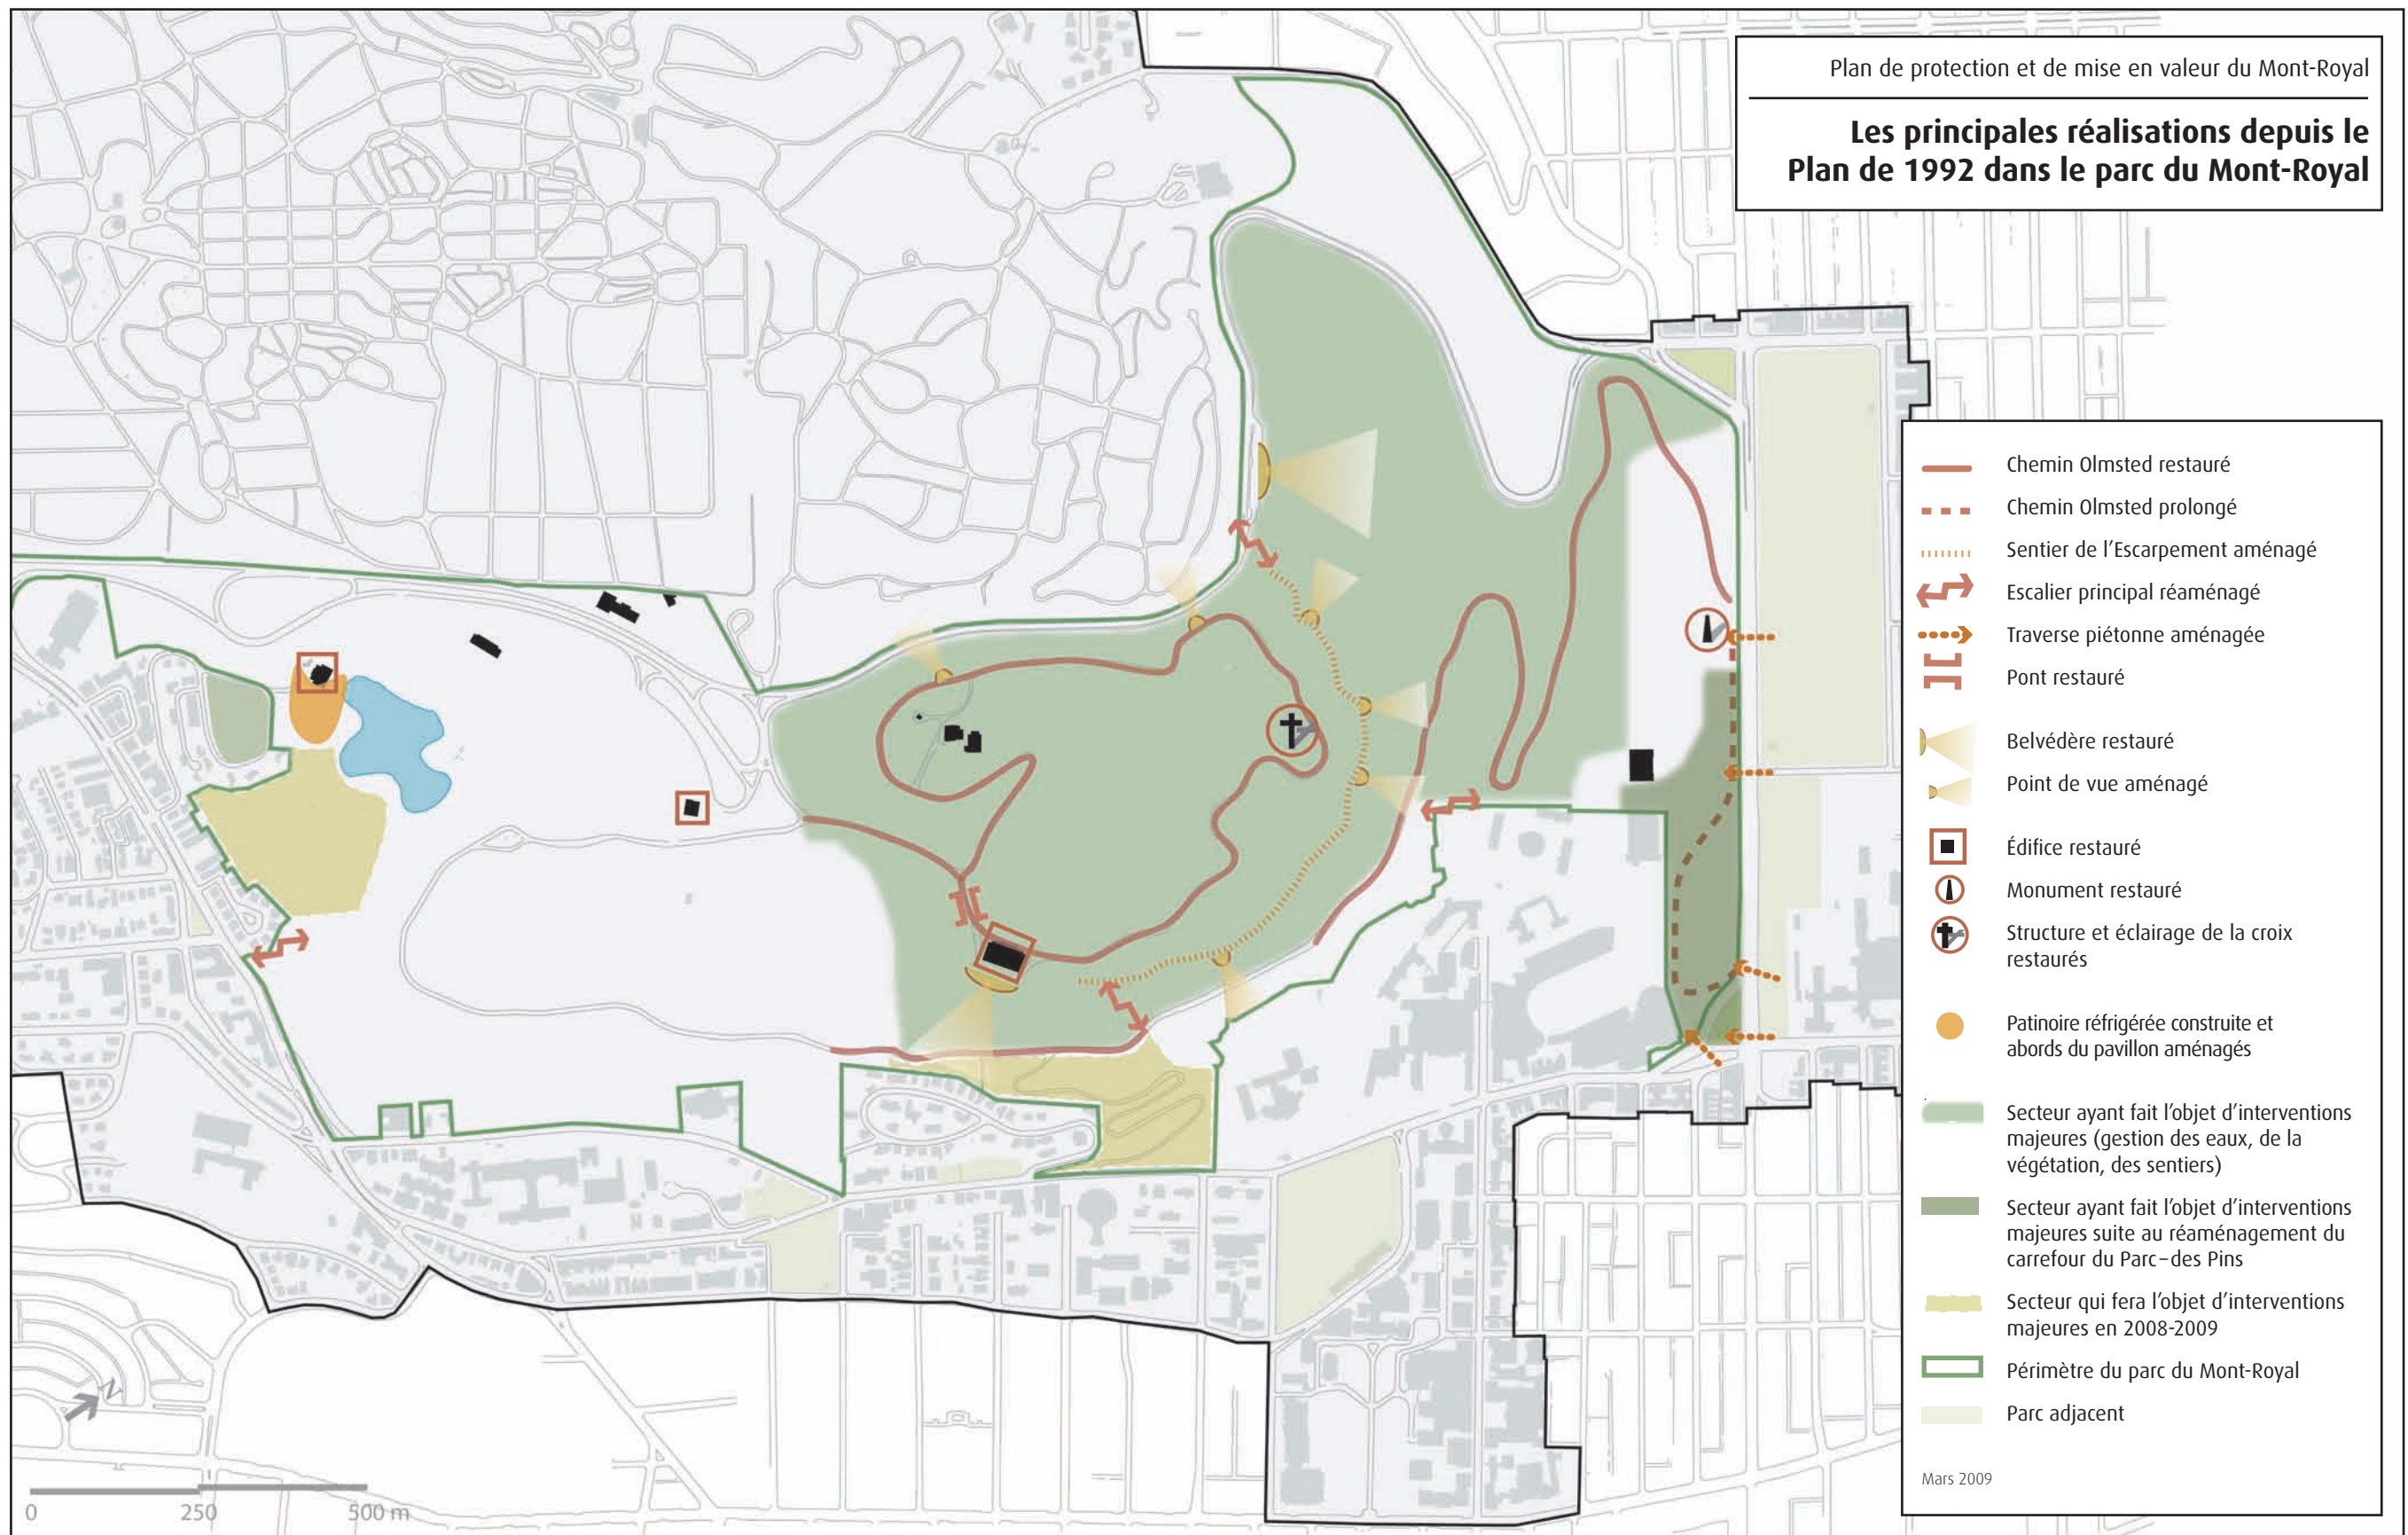 Plan de protection et de mise en valeur du Mont-Royal
Les principales réalisations depuis le
Plan de 1992 dans le parc du Mont-Royal
Chemin Olmsted restauré
Chemin Olmsted prolongé
Sentier de l'Escarpement aménagé
Escalier principal réaménagé
Traverse piétonne aménagée
Pont restauré
Belvédère restauré
Point de vue aménagé
Édifice restauré
Monument restauré
Structure et éclairage de la croix
restaurés
Patinoire réfrigérée construite et
abords du pavillon aménagés
Secteur ayant fait l'objet d'interventions
majeures (gestion des eaux, de la
végétation, des sentiers)
Secteur ayant fait l'objet d'interventions
majeures suite au réaménagement du
carrefour du Parc–des Pins
Secteur qui fera l'objet d'interventions
majeures en 2008-2009
Périmètre du parc du Mont-Royal
Parc adjacent
Mars 2009
N
0 250 500 m